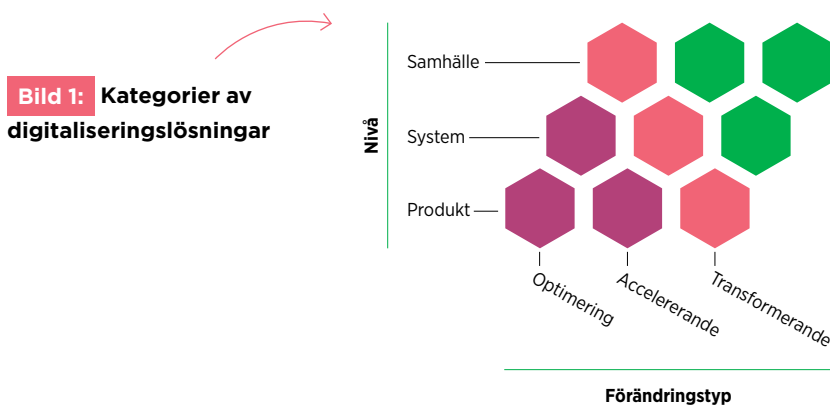 Bild 1: Kategorier av
digitaliseringslösningar
Nivå
Samhälle
System
Produkt
Optimering
Accelererande
Transformerande
Förändringstyp